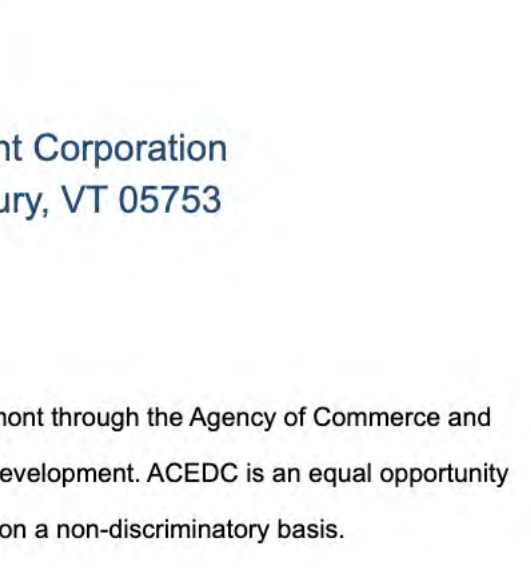 nt Corporation
ury, VT 05753
mont through the Agency of Commerce and
evelopment. ACEDC is an equal opportunity
on a non-discriminatory basis.